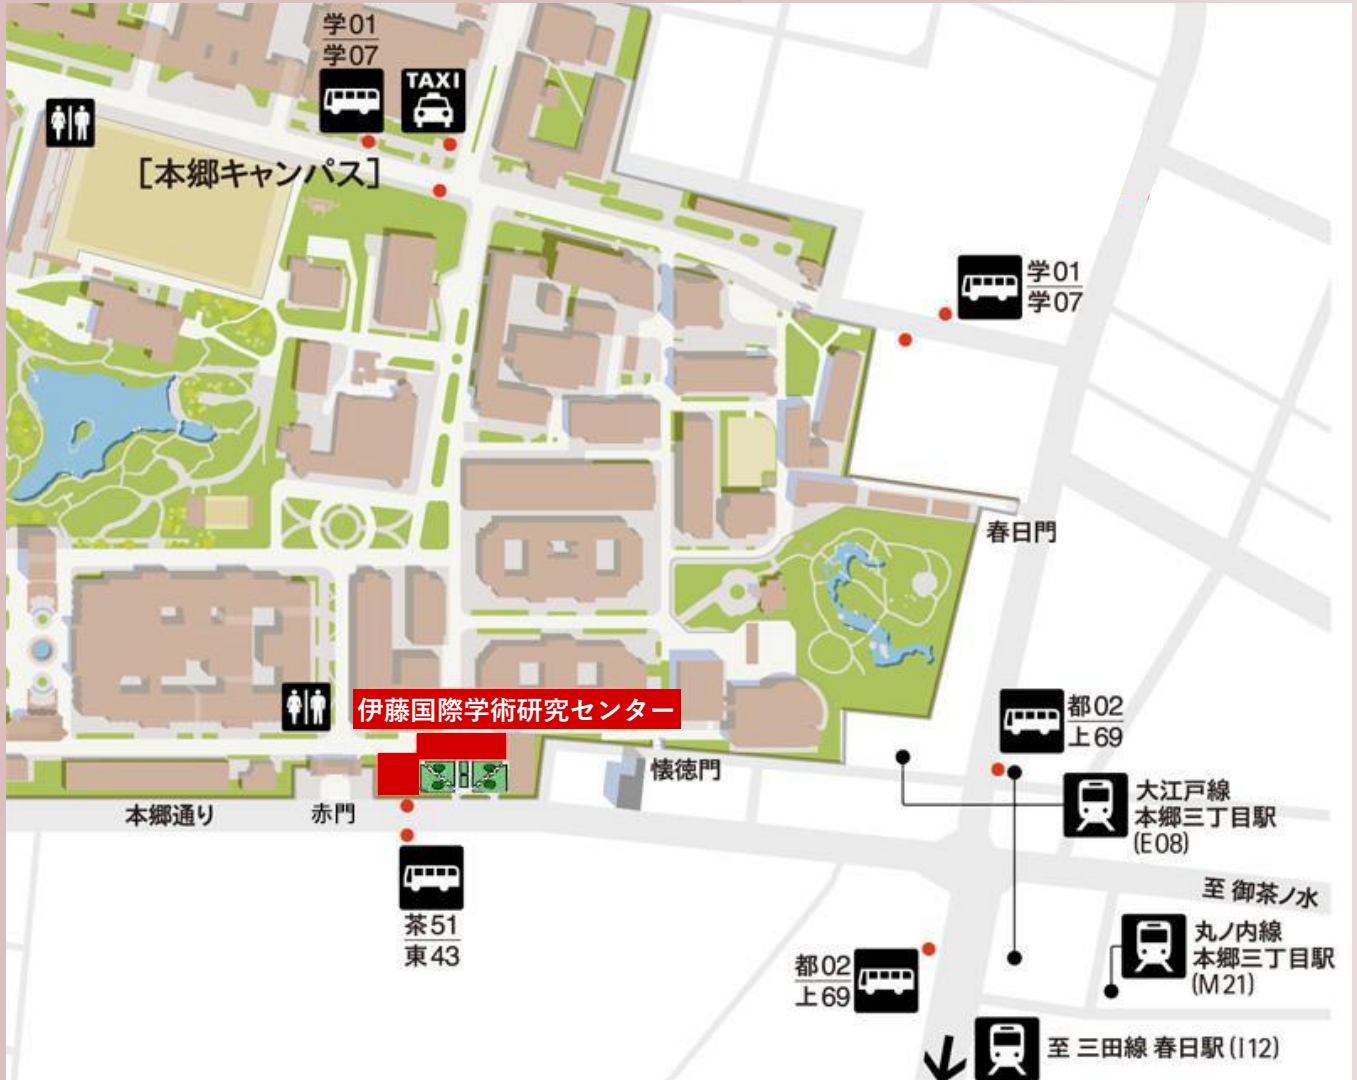 学01
学07
TAXI
[本郷キャンパス]
学01
学07
春日門
伊藤国際学術研究センター
都02
上69
懐徳門
大江戸線
本郷三丁目駅
(E08)
本郷通り
赤門
至 御茶ノ水
茶51
東43
丸ノ内線
本郷三丁目駅
(M21)
都02
上69
至 三田線 春日駅(I12)